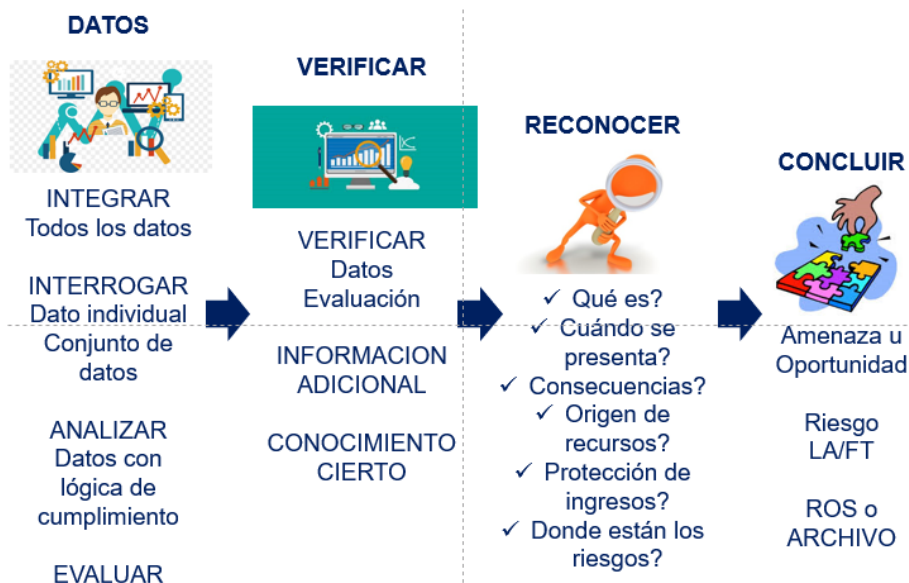 DATOS
INTEGRAR
Todos los datos
INTERROGAR
Dato individual
Conjunto de
datos
ANALIZAR
Datos con
lógica de
cumplimiento
EVALUAR
VERIFICAR
VERIFICAR
Datos
Evaluación
INFORMACION
ADICIONAL
CONOCIMIENTO
CIERTO
RECONOCER
✓ Qué es?
✓ Cuándo se
presenta?
✓ Consecuencias?
✓ Origen de
recursos?
✓ Protección de
ingresos?
✓ Donde están los
riesgos?
CONCLUIR
Amenaza u
Oportunidad
Riesgo
LA/FT
ROS o
ARCHIVO